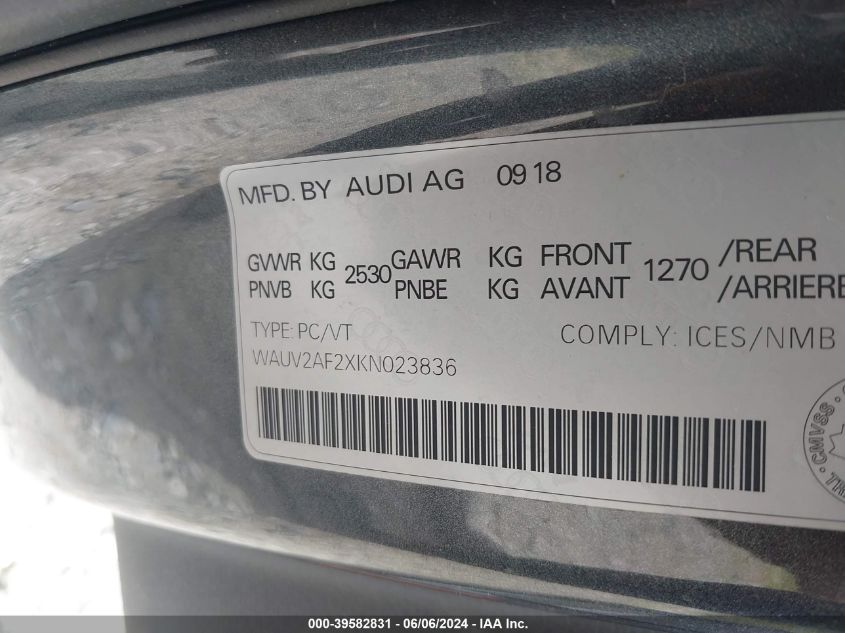 MFD. BY AUDI AG 09 18
GVWR KG 2530 GAWR KG FRONT 1270 /REAR
PNVB KG PNBE KG AVANT /ARRIERE
TYPE: PC/VT COMPLY: ICES/NMB
WAUV2AF2XKN023836
CMVSS
000-39582831 - 06/06/2024 - IAA Inc.